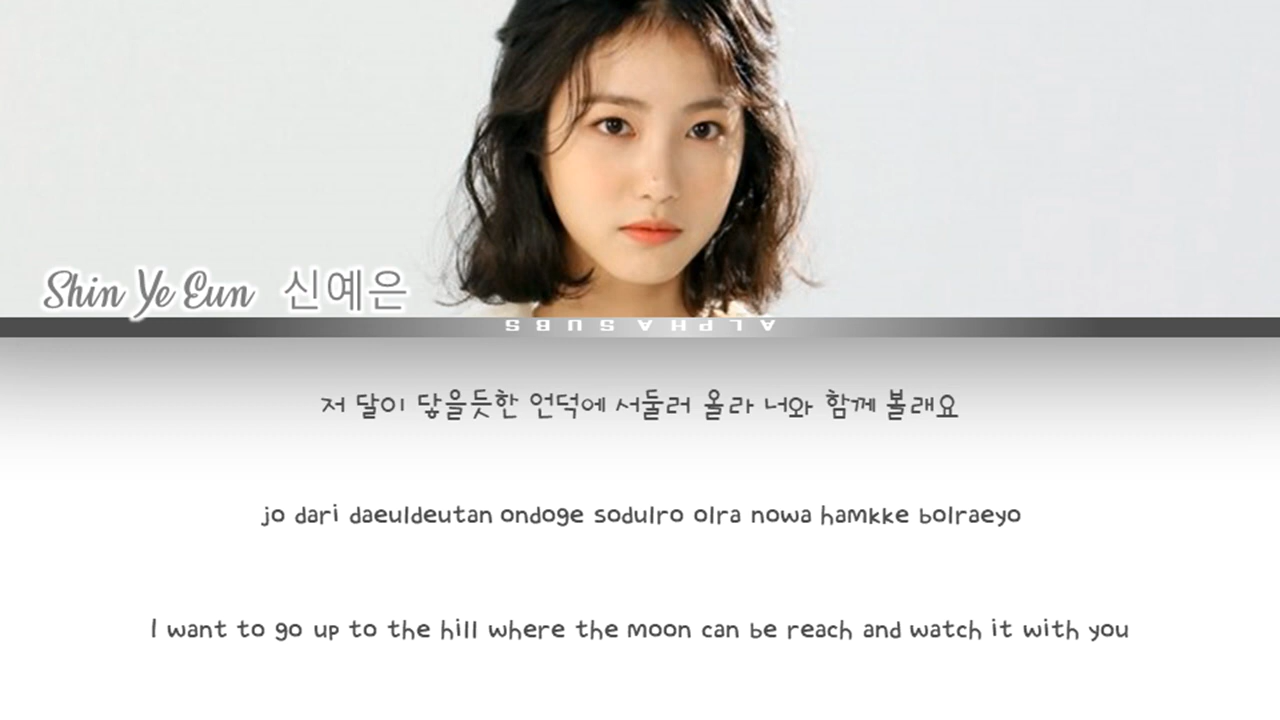 Shin Ye Eun 신예은
ALPHA SUBS
저 달이 닿을듯한 언덕에 서둘러 올라 너와 함께 볼래요
jo dari daeuldeutan ondoge sodulro olra nowa hamkke bolraeyo
I want to go up to the hill where the moon can be reach and watch it with you